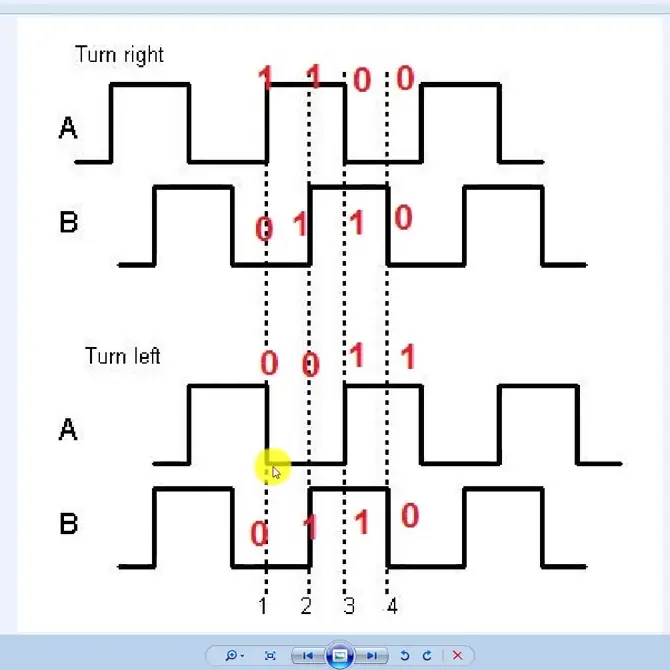 Turn right
1 1 0 0
A
B
0 1 1 0
Turn left
0 0 1 1
A
B
0 1 1 0
1 2 3 4